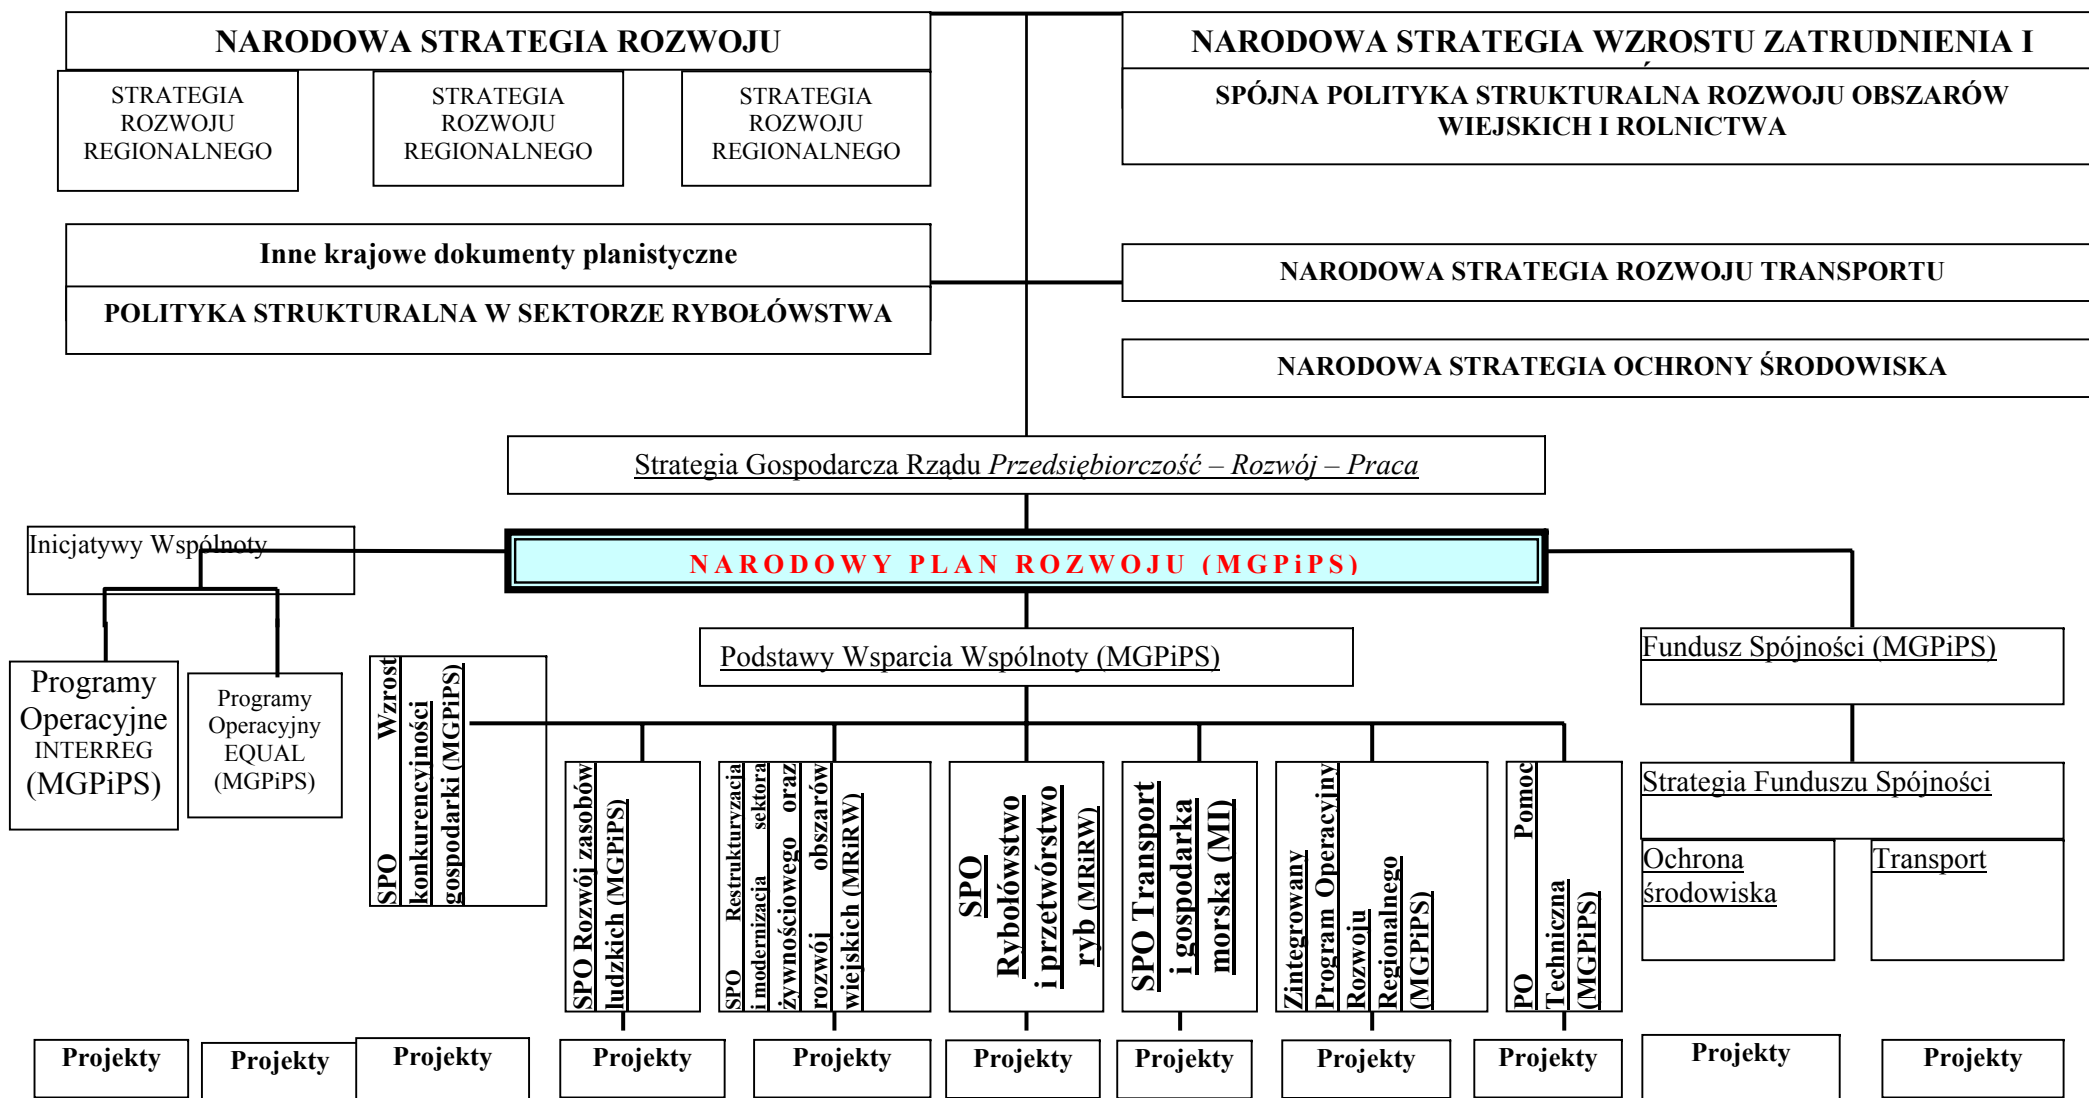 NARODOWA STRATEGIA ROZWOJU
STRATEGIA
ROZWOJU
REGIONALNEGO
STRATEGIA
ROZWOJU
REGIONALNEGO
STRATEGIA
ROZWOJU
REGIONALNEGO
NARODOWA STRATEGIA WZROSTU ZATRUDNIENIA I
SPÓJNA POLITYKA STRUKTURALNA ROZWOJU OBSZARÓW
WIEJSKICH I ROLNICTWA
Inne krajowe dokumenty planistyczne
POLITYKA STRUKTURALNA W SEKTORZE RYBOŁÓWSTWA
NARODOWA STRATEGIA ROZWOJU TRANSPORTU
NARODOWA STRATEGIA OCHRONY ŚRODOWISKA
Strategia Gospodarcza Rządu Przedsiębiorczość – Rozwój – Praca
Inicjatywy Wspólnoty
NARODOWY PLAN ROZWOJU (MGPiPS)
Podstawy Wsparcia Wspólnoty (MGPiPS)
Fundusz Spójności (MGPiPS)
Programy
Operacyjne
INTERREG
(MGPiPS)
Programy
Operacyjny
EQUAL
(MGPiPS)
SPO Wzrost
konkurencyjności
gospodarki (MGPiPS)
SPO Rozwój zasobów
ludzkich (MGPiPS)
SPO Restrukturyzacja
i modernizacja sektora
żywnościowego oraz
rozwój obszarów
wiejskich (MRiRW)
SPO
Rybołówstwo
i przetwórstwo
ryb (MRiRW)
SPO Transport
i gospodarka
morska (MI)
Zintegrowany
Program Operacyjny
Rozwoju
Regionalnego
(MGPiPS)
PO Pomoc
Techniczna
(MGPiPS)
Strategia Funduszu Spójności
Ochrona
środowiska
Transport
Projekty
Projekty
Projekty
Projekty
Projekty
Projekty
Projekty
Projekty
Projekty
Projekty
Projekty